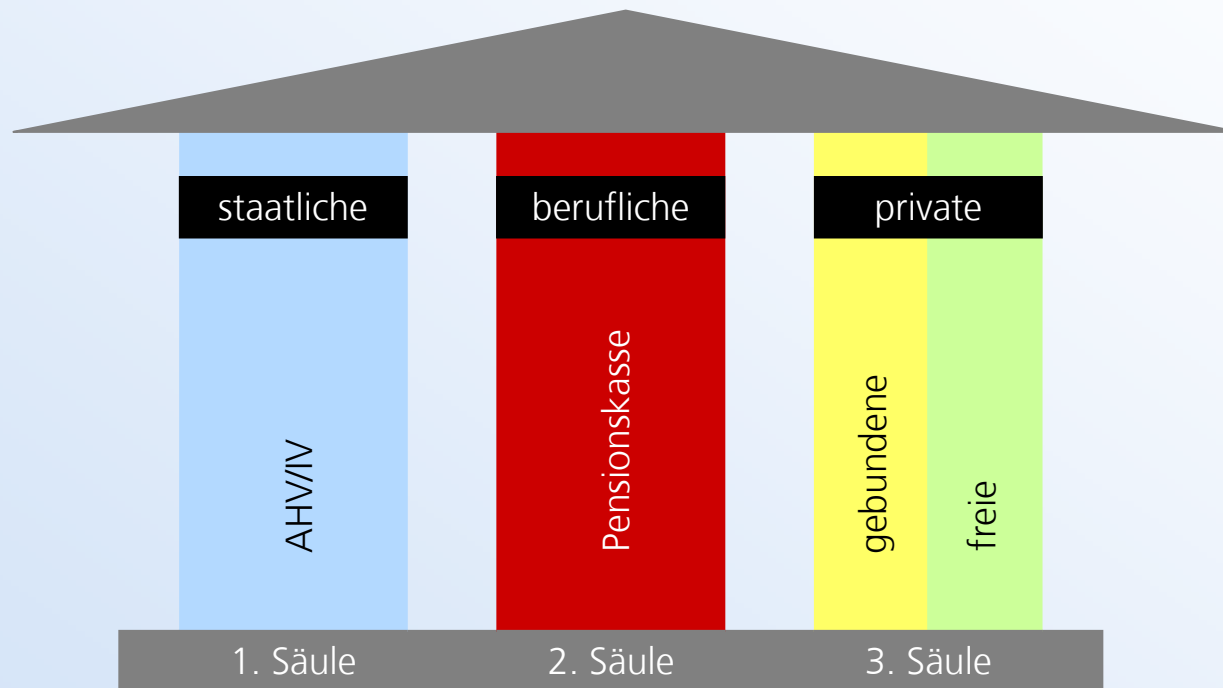 staatliche
berufliche
private
AHV/IV
Pensionskasse
gebundene
freie
1. Säule
2. Säule
3. Säule